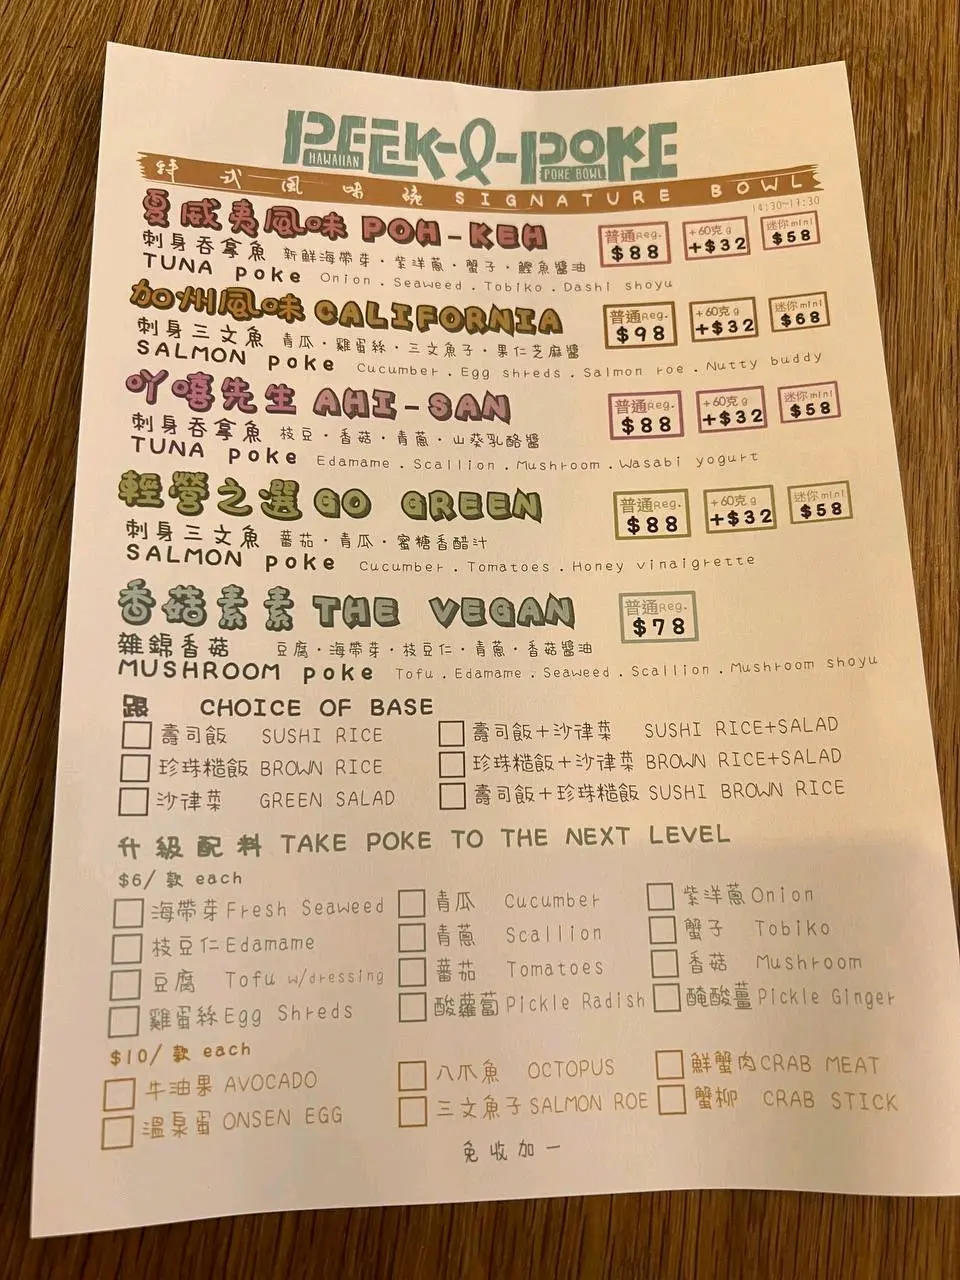 PEEK-A-POKE
HAWAIIAN POKE BOWL
特式風味碗 SIGNATURE BOWL
14:30~17:30
夏威夷風味 POH-KEH 普通Reg. $88 +60克g +$32 迷你mini $58
刺身吞拿魚 新鮮海帶芽・紫洋蔥・蟹子・鰹魚醬油
TUNA poke Onion . Seaweed . Tobiko . Dashi shoyu
加州風味 CALIFORNIA 普通Reg. $98 +60克g +$32 迷你mini $68
刺身三文魚 青瓜・雞蛋絲・三文魚子・果仁芝麻醬
SALMON poke Cucumber . Egg shreds . Salmon roe . Nutty buddy
吖嘻先生 AHI-SAN 普通Reg. $88 +60克g +$32 迷你mini $58
刺身吞拿魚 枝豆・香菇・青蔥・山葵乳酪醬
TUNA poke Edamame . Scallion . Mushroom . Wasabi yogurt
輕營之選 GO GREEN 普通Reg. $88 +60克g +$32 迷你mini $58
刺身三文魚 蕃茄・青瓜・蜜糖香醋汁
SALMON poke Cucumber . Tomatoes . Honey vinaigrette
香菇素素 THE VEGAN 普通Reg. $78
雜錦香菇 豆腐・海帶芽・枝豆仁・青蔥・香菇醬油
MUSHROOM poke Tofu . Edamame . Seaweed . Scallion . Mushroom shoyu
跟 CHOICE OF BASE
壽司飯 SUSHI RICE 壽司飯+沙律菜 SUSHI RICE+SALAD
珍珠糙飯 BROWN RICE 珍珠糙飯+沙律菜 BROWN RICE+SALAD
沙律菜 GREEN SALAD 壽司飯+珍珠糙飯 SUSHI BROWN RICE
升級配料 TAKE POKE TO THE NEXT LEVEL
$6/ 款 each
海帶芽 Fresh Seaweed 青瓜 Cucumber 紫洋蔥 Onion
枝豆仁 Edamame 青蔥 Scallion 蟹子 Tobiko
豆腐 Tofu w/dressing 蕃茄 Tomatoes 香菇 Mushroom
雞蛋絲 Egg Shreds 酸蘿蔔 Pickle Radish 醃酸薑 Pickle Ginger
$10/ 款 each
牛油果 AVOCADO 八爪魚 OCTOPUS 鮮蟹肉 CRAB MEAT
溫泉蛋 ONSEN EGG 三文魚子 SALMON ROE 蟹柳 CRAB STICK
免收加一